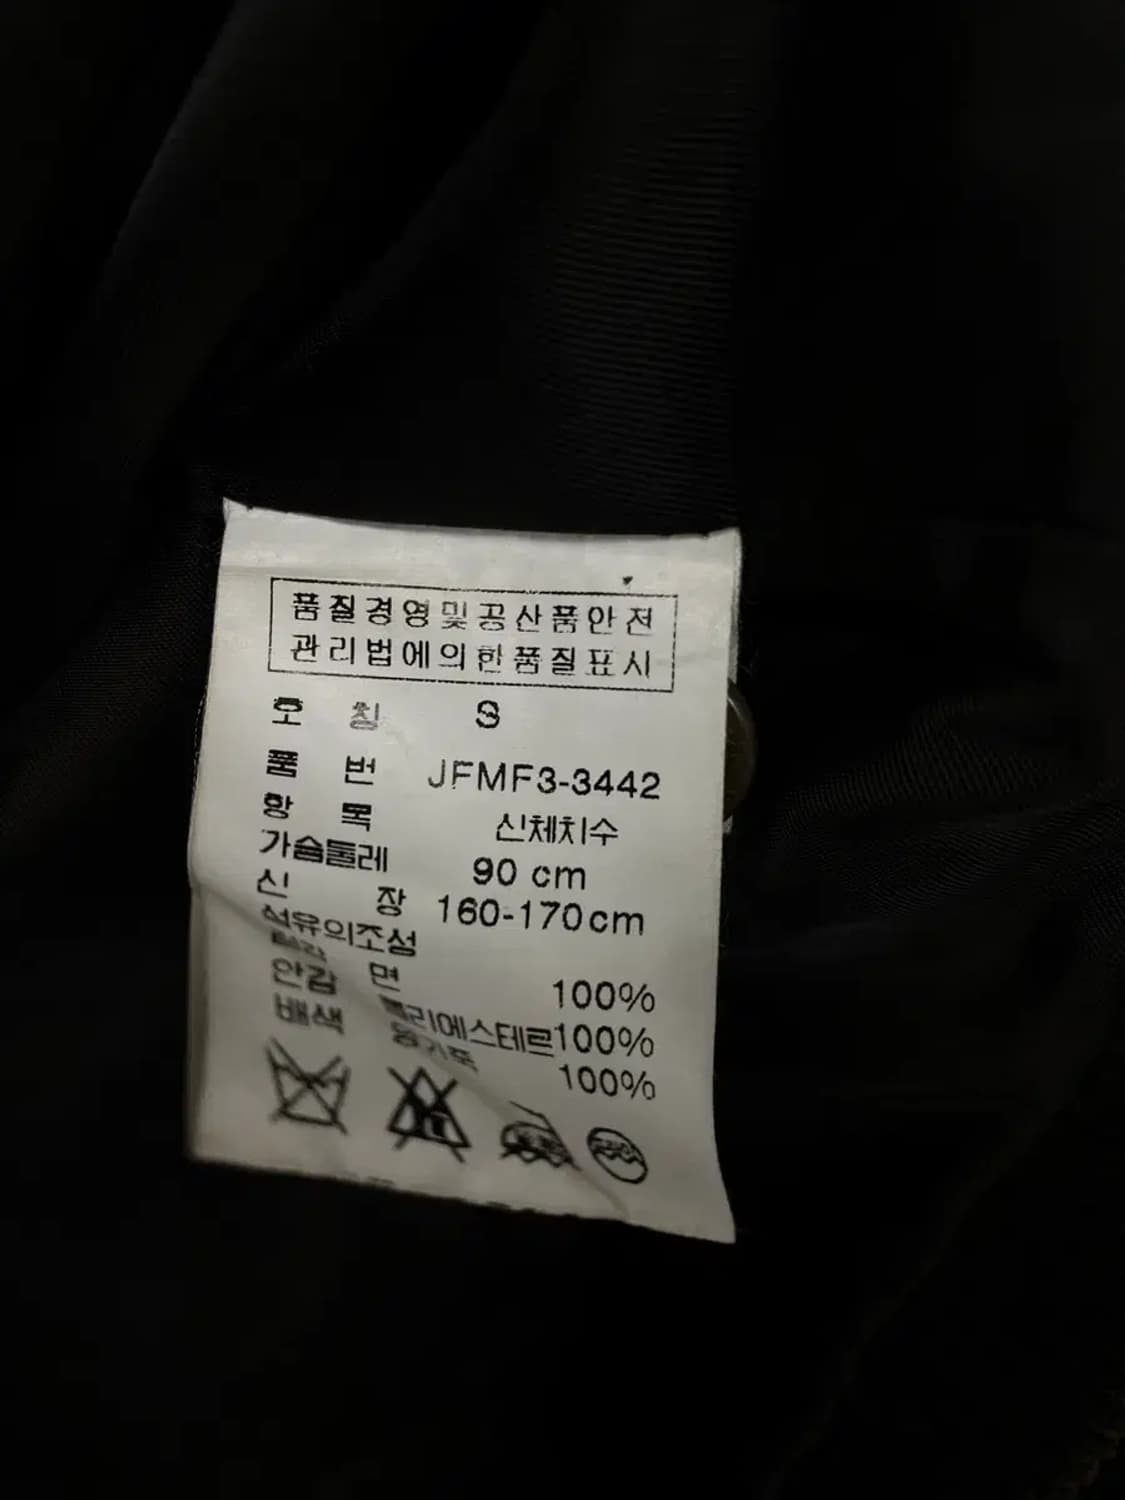 품질경영및공산품안전
관리법에의한품질표시
호 칭 S
품 번 JFMF3-3442
항 목 신체치수
가슴둘레 90 cm
신 장 160-170cm
섬유의조성
겉감
안감 면 100%
배색 폴리에스테르100%
100%